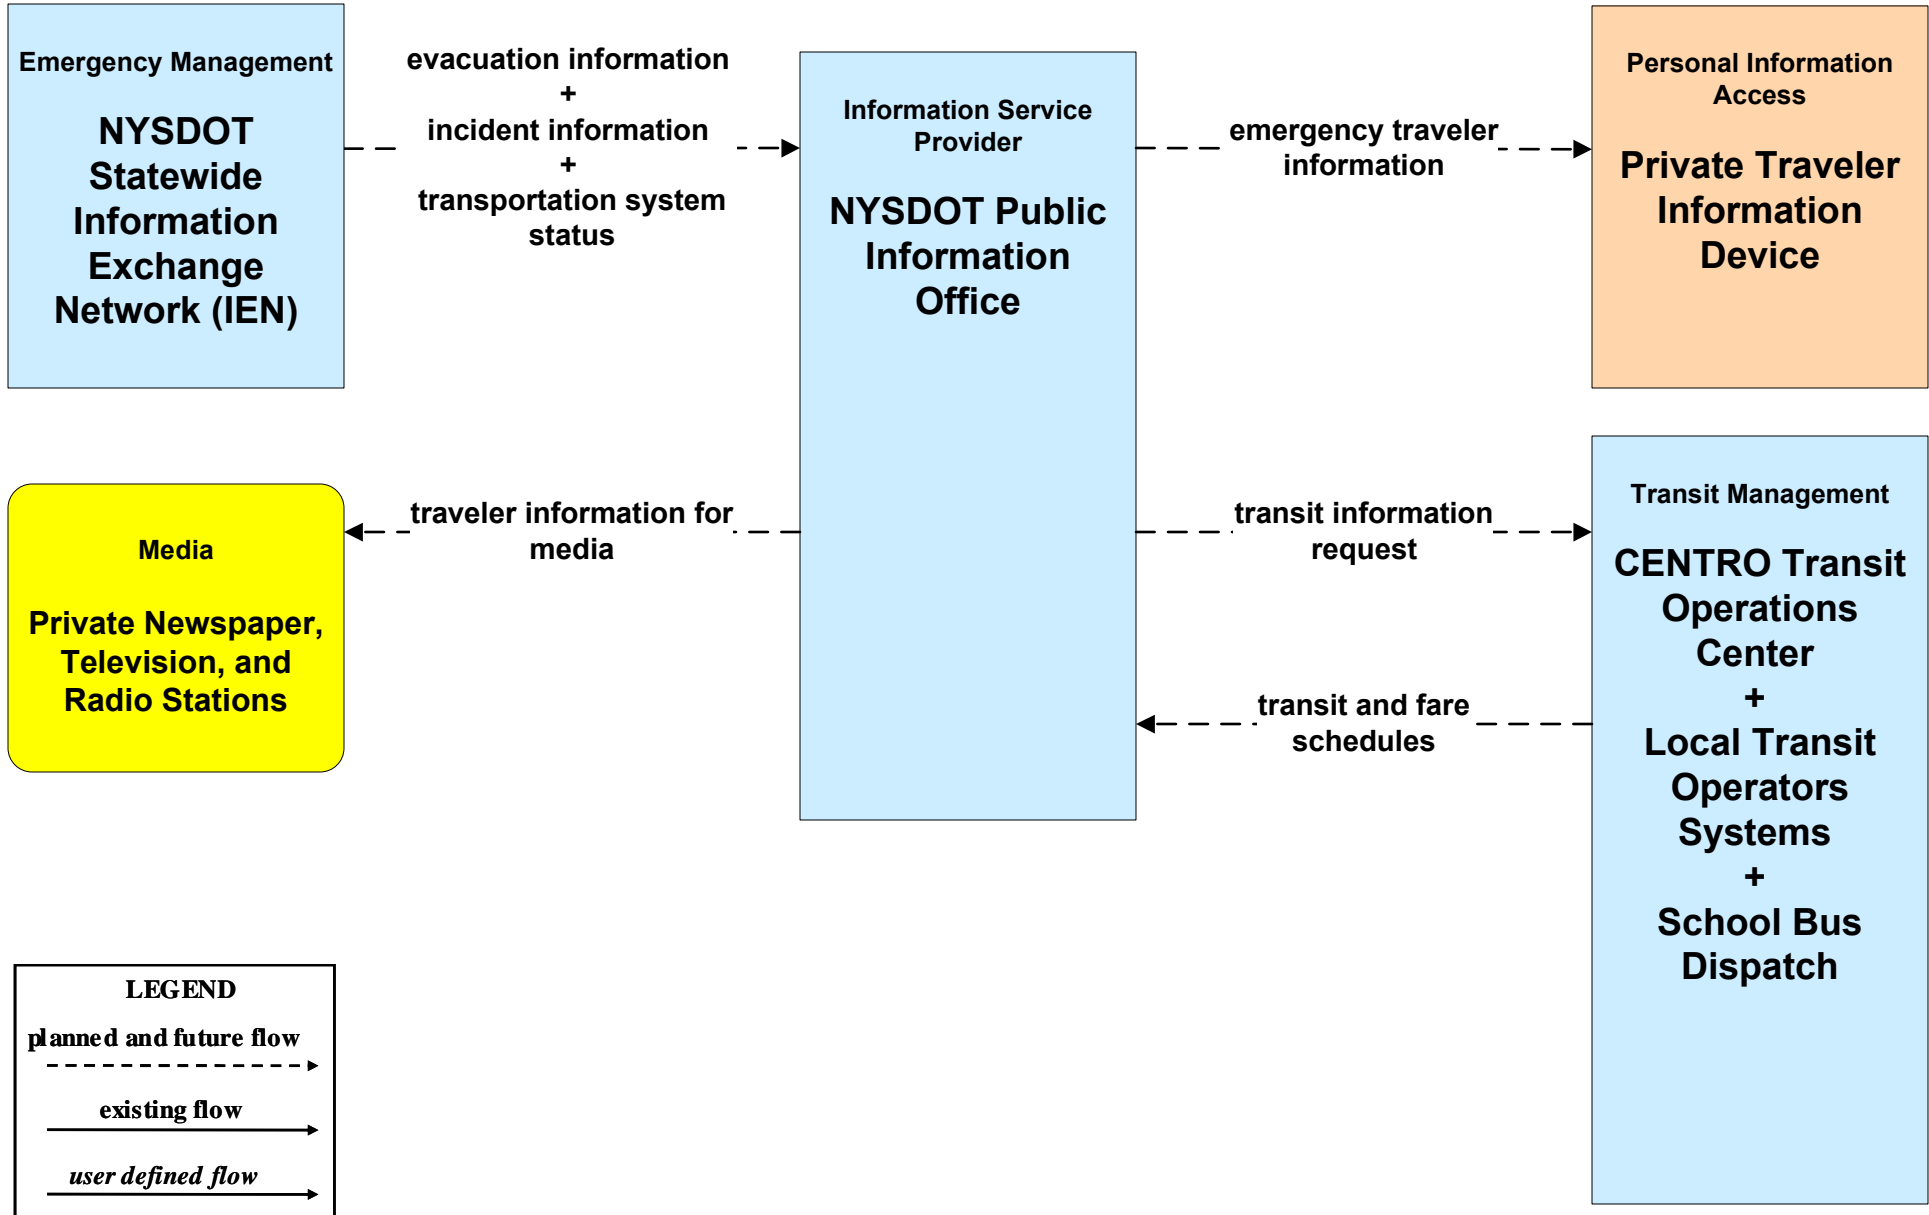 Emergency Management
NYSDOT
Statewide
Information
Exchange
Network (IEN)
evacuation information
+
incident information
+
transportation system
status
Information Service
Provider
NYSDOT Public
Information
Office
emergency traveler
information
Personal Information
Access
Private Traveler
Information
Device
Media
Private Newspaper,
Television, and
Radio Stations
traveler information for
media
transit information
request
transit and fare
schedules
Transit Management
CENTRO Transit
Operations
Center
+
Local Transit
Operators
Systems
+
School Bus
Dispatch
LEGEND
planned and future flow
existing flow
user defined flow